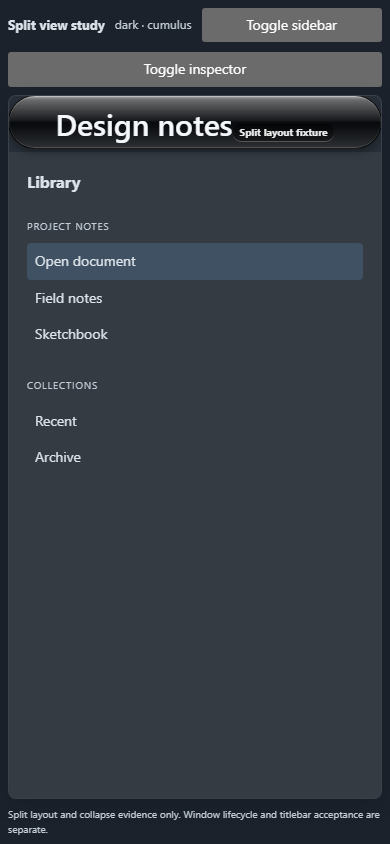 Split view study dark · cumulus Toggle sidebar
Toggle inspector
Design notes Split layout fixture
Library
PROJECT NOTES
Open document
Field notes
Sketchbook
COLLECTIONS
Recent
Archive
Split layout and collapse evidence only. Window lifecycle and titlebar acceptance are
separate.